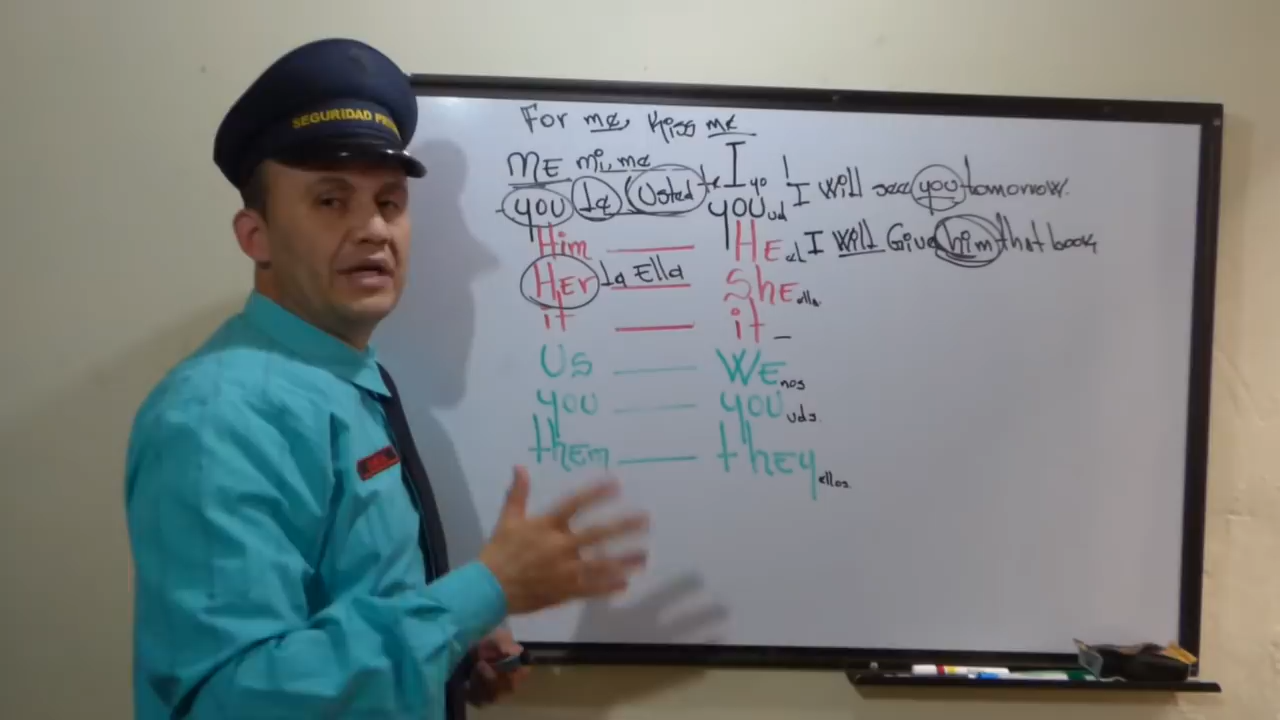 SEGURIDAD
For me, Kiss me
ME mi, me I yo
you le (Usted) te you ud
Him HE el
HEr la Ella ShE ella
it it
Us WE nos
you you uds.
thEm thEy ellos
I will see you tomorrow.
I will Give him that book